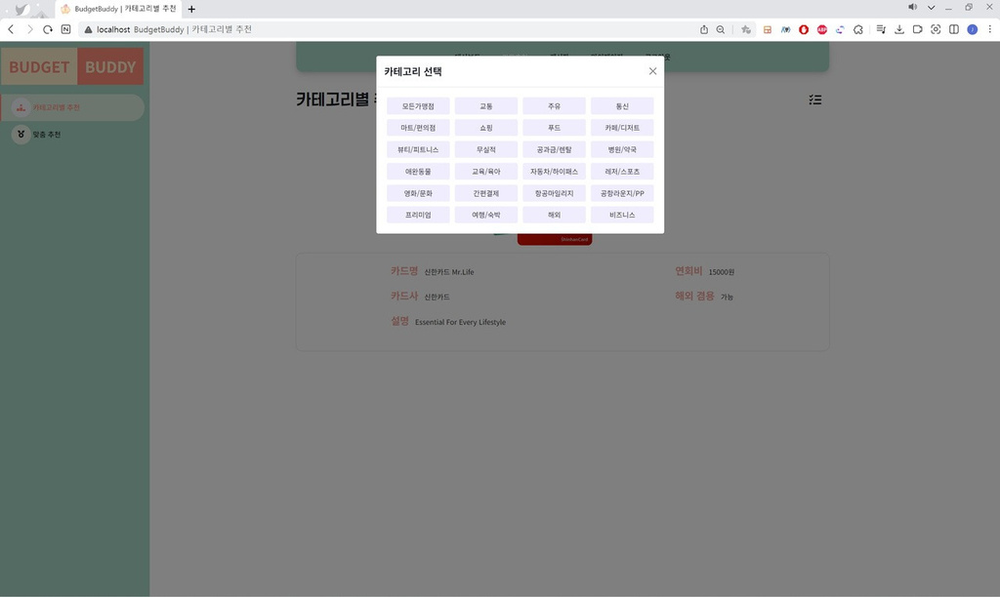 BudgetBuddy | 카테고리별 추천
localhost BudgetBuddy | 카테고리별 추천
BUDGET BUDDY
카테고리별 추천
맞춤 추천
카테고리별
카테고리 선택
모든가맹점 교통 주유 통신
마트/편의점 쇼핑 푸드 카페/디저트
뷰티/피트니스 무실적 공과금/렌탈 병원/약국
애완동물 교육/육아 자동차/하이패스 레저/스포츠
영화/문화 간편결제 항공마일리지 공항라운지/PP
프리미엄 여행/숙박 해외 비즈니스
ShinhanCard
카드명 신한카드 Mr.Life 연회비 15000원
카드사 신한카드 해외 겸용 가능
설명 Essential For Every Lifestyle